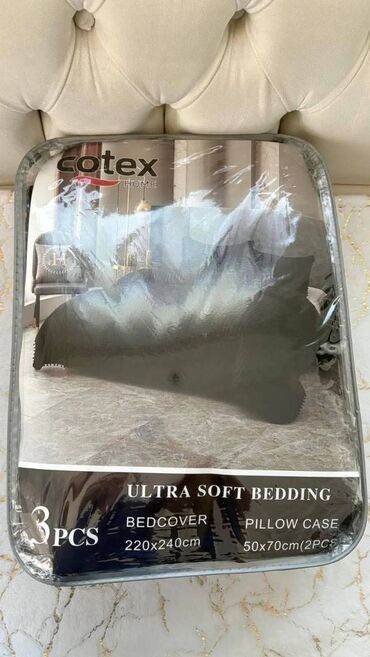 cotex
HOME
ULTRA SOFT BEDDING
3PCS
BEDCOVER
220x240cm
PILLOW CASE
50x70cm(2PCS